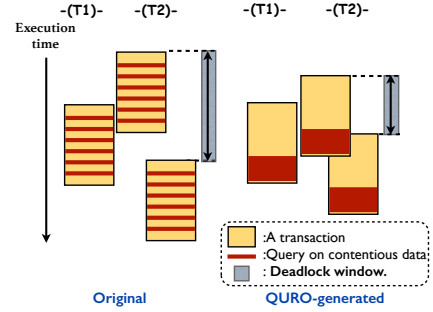 -(T1)- -(T2)- -(T1)- -(T2)-
Execution
time
:A transaction
:Query on contentious data
: Deadlock window.
Original QURO-generated